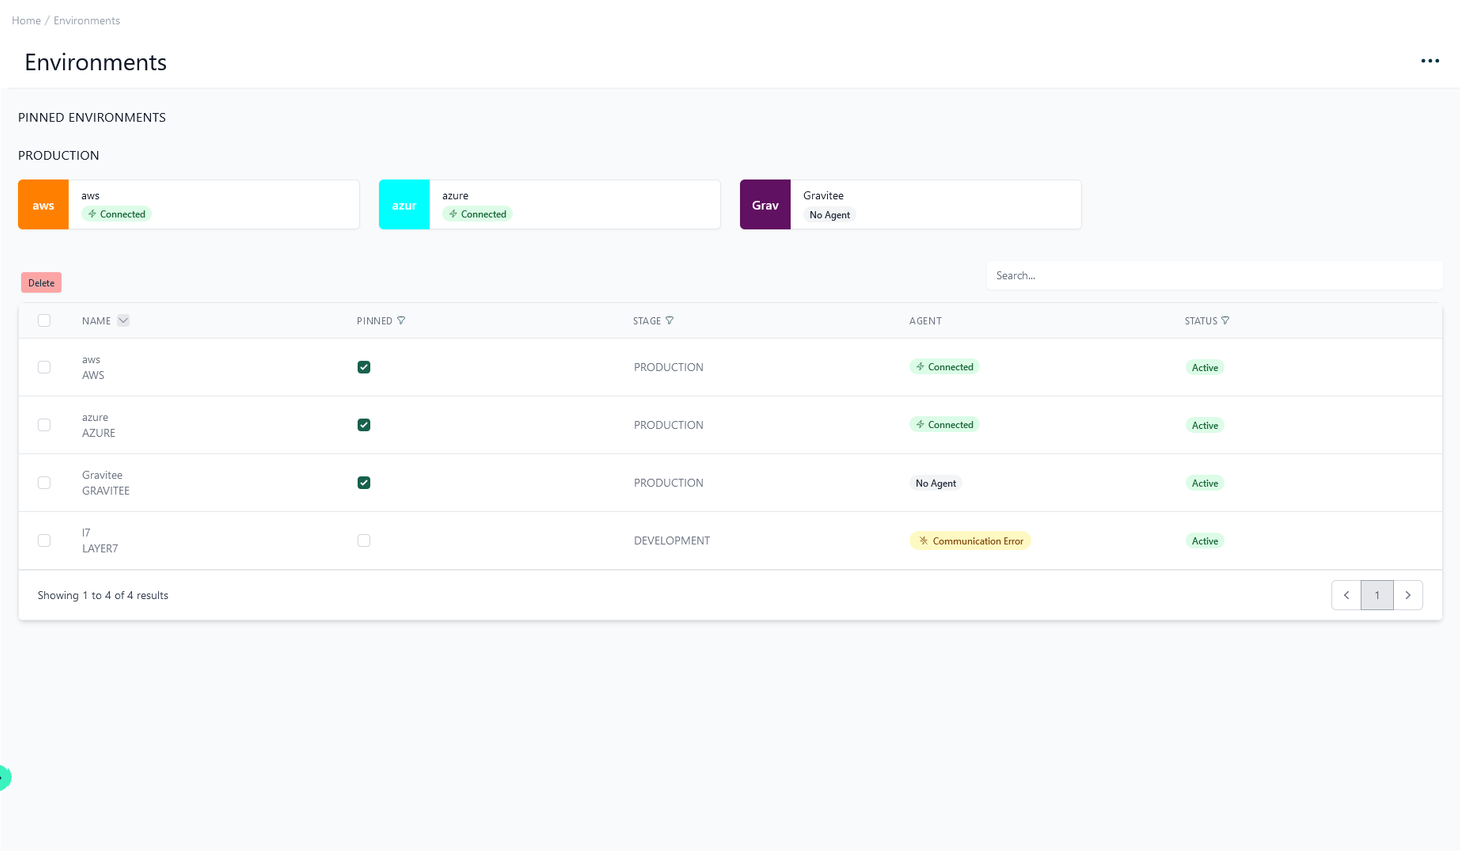 Home / Environments
Environments
PINNED ENVIRONMENTS
PRODUCTION
aws
aws
Connected
azur
azure
Connected
Grav
Gravitee
No Agent
Delete
Search...
NAME PINNED STAGE AGENT STATUS
aws
AWS
PRODUCTION Connected Active
azure
AZURE
PRODUCTION Connected Active
Gravitee
GRAVITEE
PRODUCTION No Agent Active
l7
LAYER7
DEVELOPMENT Communication Error Active
Showing 1 to 4 of 4 results
1